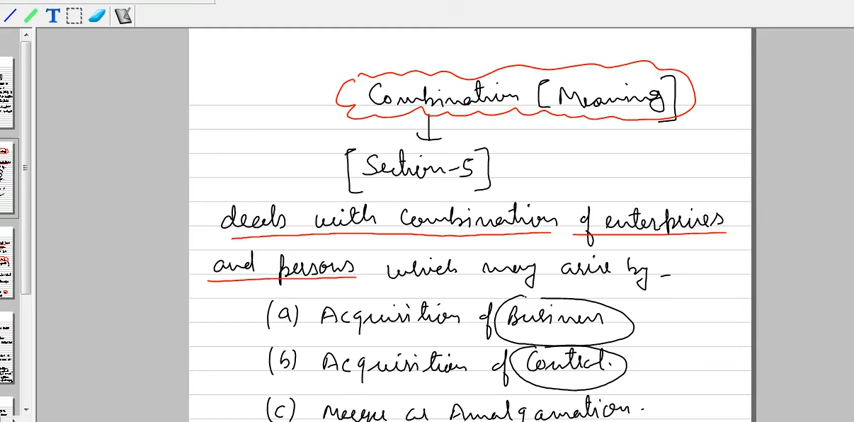 Combination [Meaning]
[Section-5]
deals with combination of enterprises
and persons which may arise by -
(a) Acquisition of Business
(b) Acquisition of Control.
(c) Merger or Amalgamation.